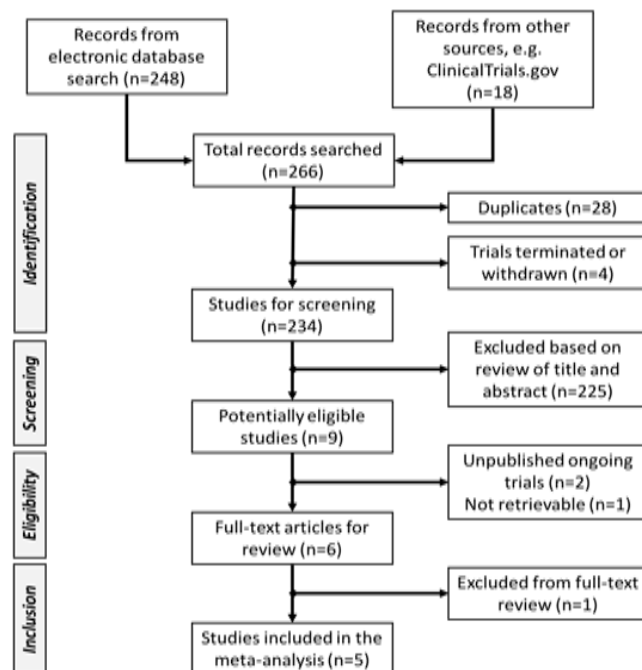 Records from
electronic database
search (n=248)
Records from other
sources, e.g.
ClinicalTrials.gov
(n=18)
Identification
Total records searched
(n=266)
Duplicates (n=28)
Trials terminated or
withdrawn (n=4)
Studies for screening
(n=234)
Screening
Excluded based on
review of title and
abstract (n=225)
Potentially eligible
studies (n=9)
Eligibility
Unpublished ongoing
trials (n=2)
Not retrievable (n=1)
Full-text articles for
review (n=6)
Inclusion
Excluded from full-text
review (n=1)
Studies included in the
meta-analysis (n=5)